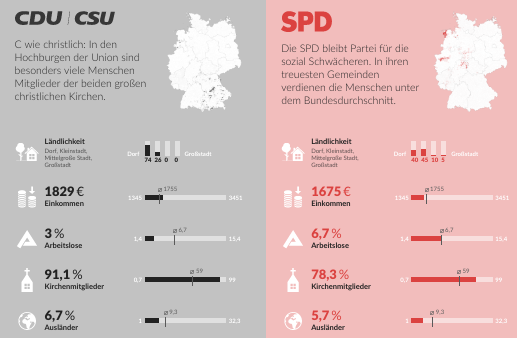 CDU | CSU
C wie christlich: In den
Hochburgen der Union sind
besonders viele Menschen
Mitglieder der beiden großen
christlichen Kirchen.
Ländlichkeit
Dorf, Kleinstadt,
Mittelgroße Stadt,
Großstadt
Dorf
Großstadt
74 26 0 0
1829 €
Einkommen
ø 1755
1345
3451
3 %
Arbeitslose
ø 6,7
1,4
15,4
91,1 %
Kirchenmitglieder
ø 59
0,7
99
6,7 %
Ausländer
ø 9,3
1
32,3
SPD
Die SPD bleibt Partei für die
sozial Schwächeren. In ihren
treuesten Gemeinden
verdienen die Menschen unter
dem Bundesdurchschnitt.
Ländlichkeit
Dorf, Kleinstadt,
Mittelgroße Stadt,
Großstadt
Dorf
Großstadt
40 45 10 5
1675 €
Einkommen
ø 1755
1345
3451
6,7 %
Arbeitslose
ø 6,7
1,4
15,4
78,3 %
Kirchenmitglieder
ø 59
0,7
99
5,7 %
Ausländer
ø 9,3
1
32,3